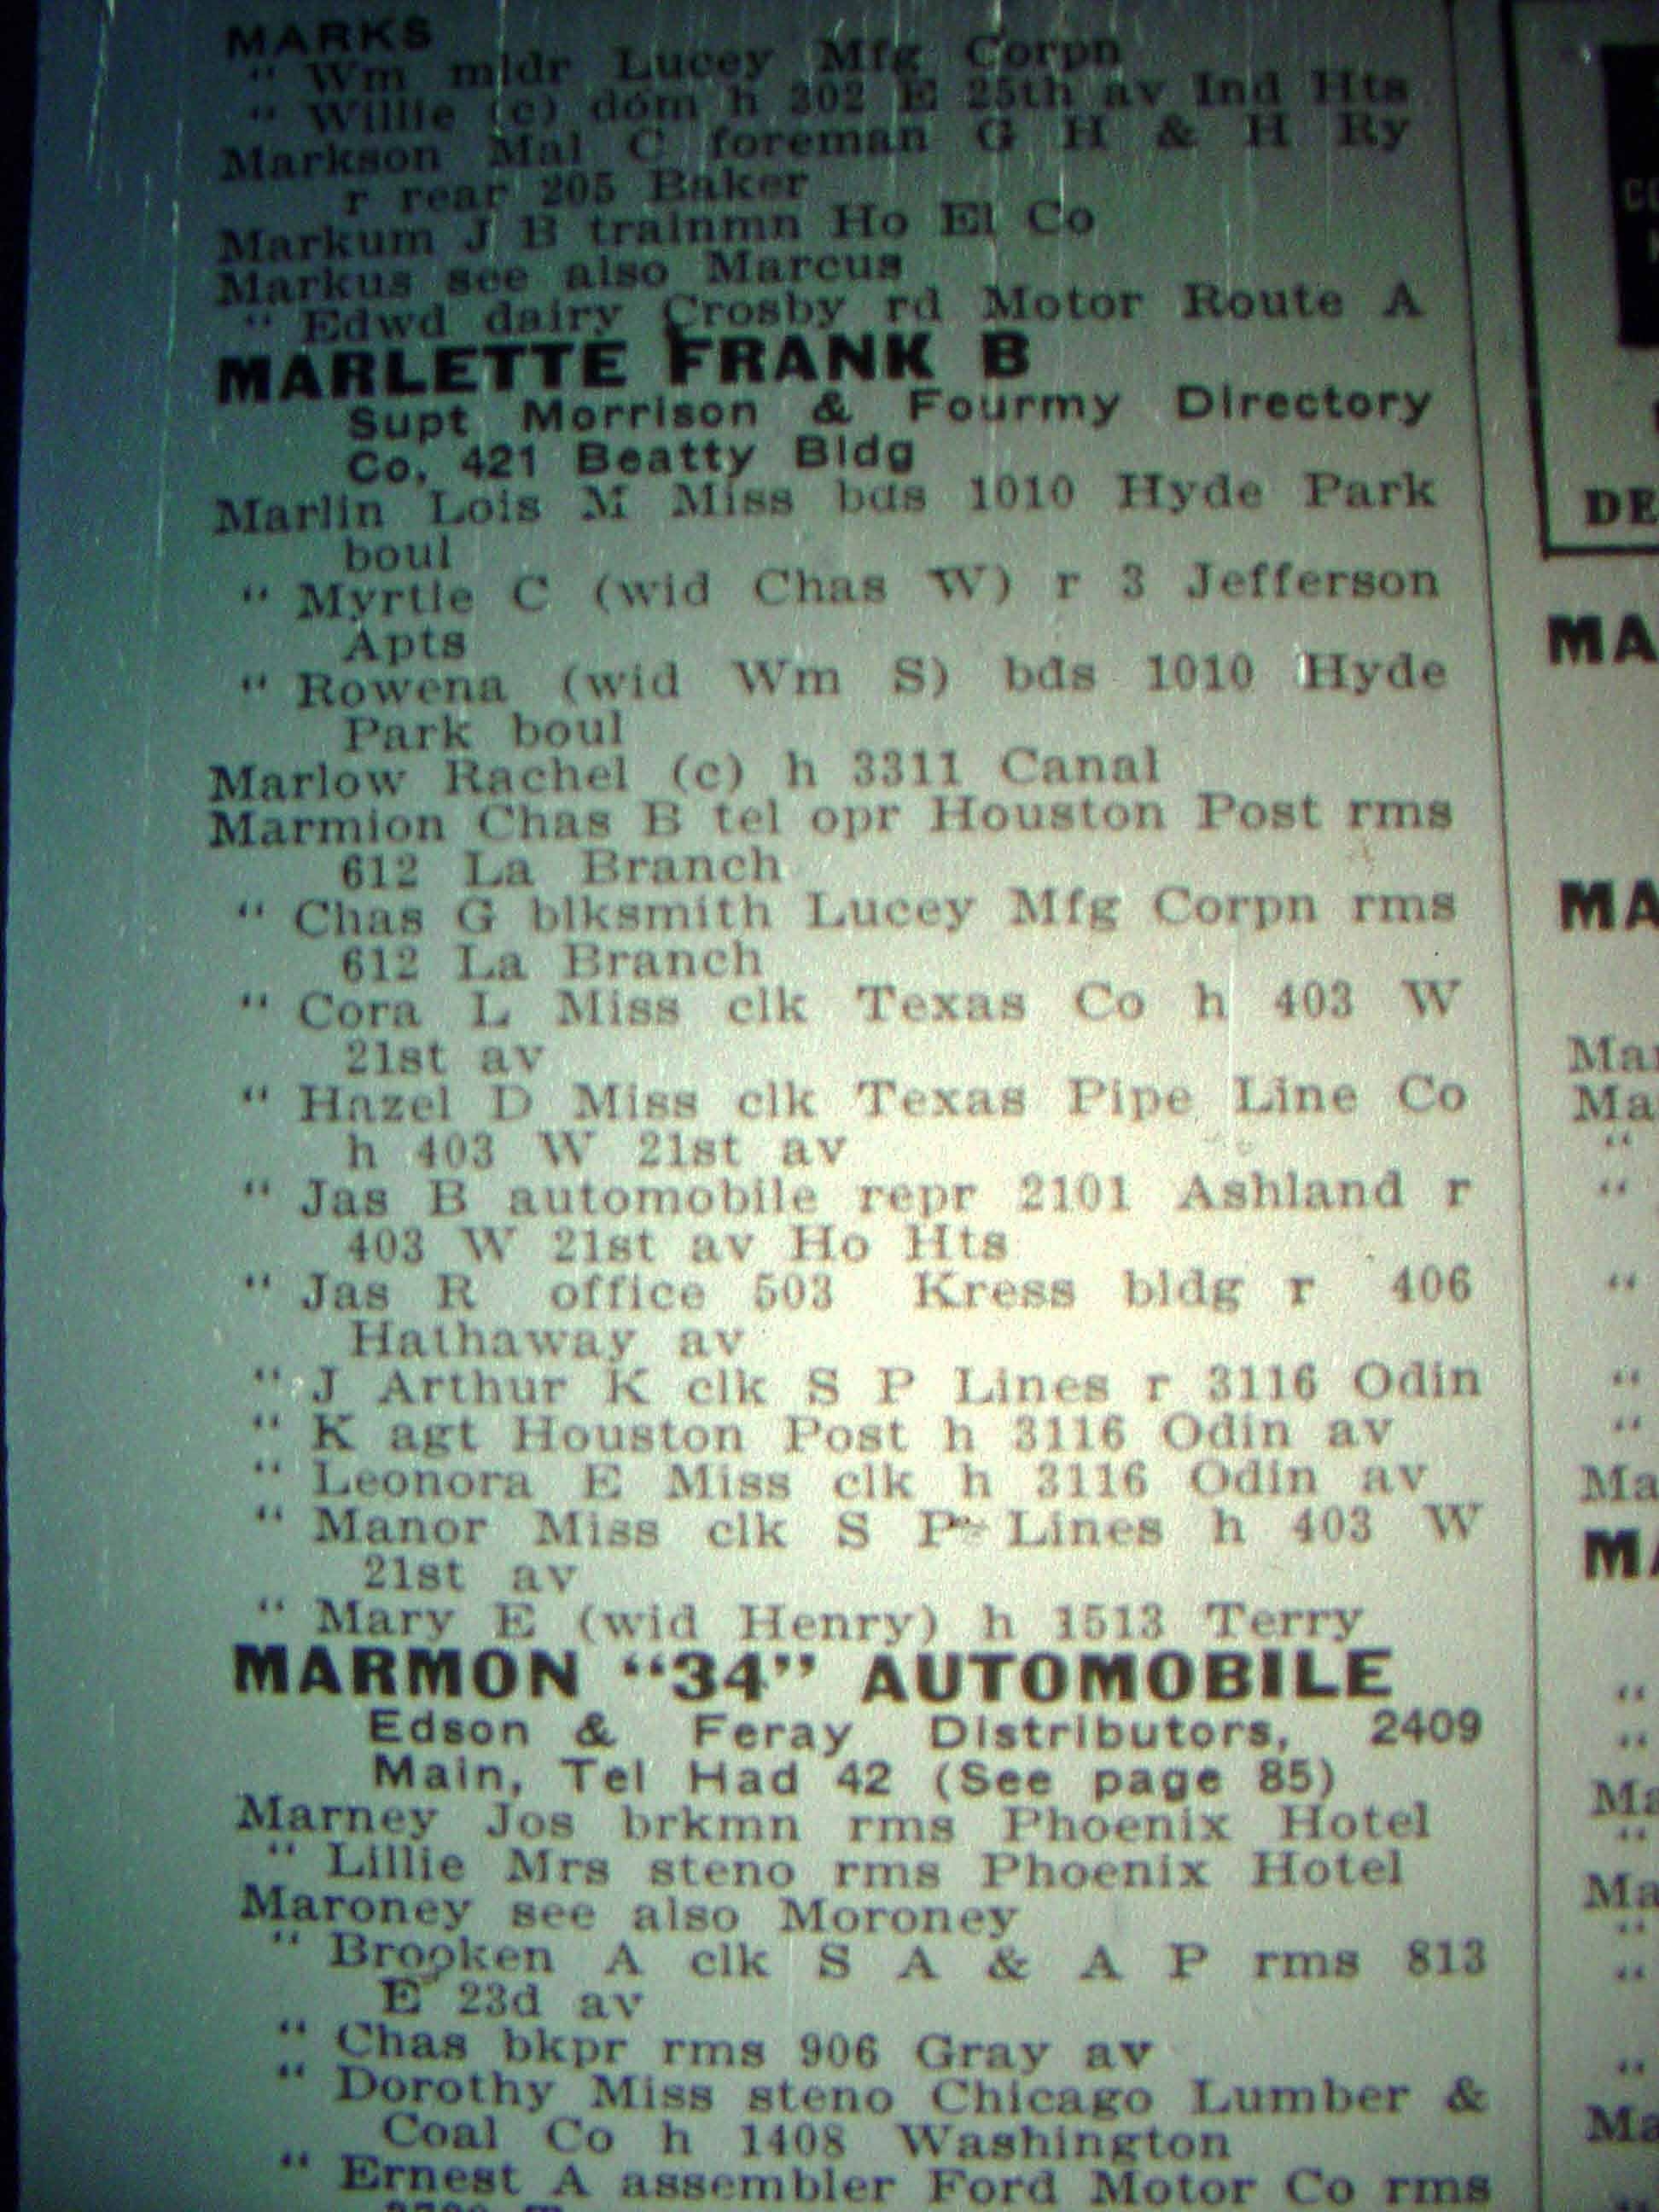 MARKS
" Wm mldr Lucey Mfg Corpn
" Willie (c) dom h 302 E 25th av Ind Hts
Markson Mal C foreman G H & H Ry
r rear 205 Baker
Markum J B trainmn Ho El Co
Markus see also Marcus
" Edwd dairy Crosby rd Motor Route A
MARLETTE FRANK B
Supt Morrison & Fourmy Directory
Co, 421 Beatty Bldg
Marlin Lois M Miss bds 1010 Hyde Park
boul
" Myrtle C (wid Chas W) r 3 Jefferson
Apts
" Rowena (wid Wm S) bds 1010 Hyde
Park boul
Marlow Rachel (c) h 3311 Canal
Marmion Chas B tel opr Houston Post rms
612 La Branch
" Chas G blksmith Lucey Mfg Corpn rms
612 La Branch
" Cora L Miss clk Texas Co h 403 W
21st av
" Hazel D Miss clk Texas Pipe Line Co
h 403 W 21st av
" Jas B automobile repr 2101 Ashland r
403 W 21st av Ho Hts
" Jas R office 503 Kress bldg r 406
Hathaway av
" J Arthur K clk S P Lines r 3116 Odin
" K agt Houston Post h 3116 Odin av
" Leonora E Miss clk h 3116 Odin av
" Manor Miss clk S P Lines h 403 W
21st av
" Mary E (wid Henry) h 1513 Terry
MARMON "34" AUTOMOBILE
Edson & Feray Distributors, 2409
Main, Tel Had 42 (See page 85)
Marney Jos brkmn rms Phoenix Hotel
" Lillie Mrs steno rms Phoenix Hotel
Maroney see also Moroney
" Brooken A clk S A & A P rms 813
E 23d av
" Chas bkpr rms 906 Gray av
" Dorothy Miss steno Chicago Lumber &
Coal Co h 1408 Washington
" Ernest A assembler Ford Motor Co rms
DE
MA
MA
Ma
Ma
Ma
Ma
Ma
Ma